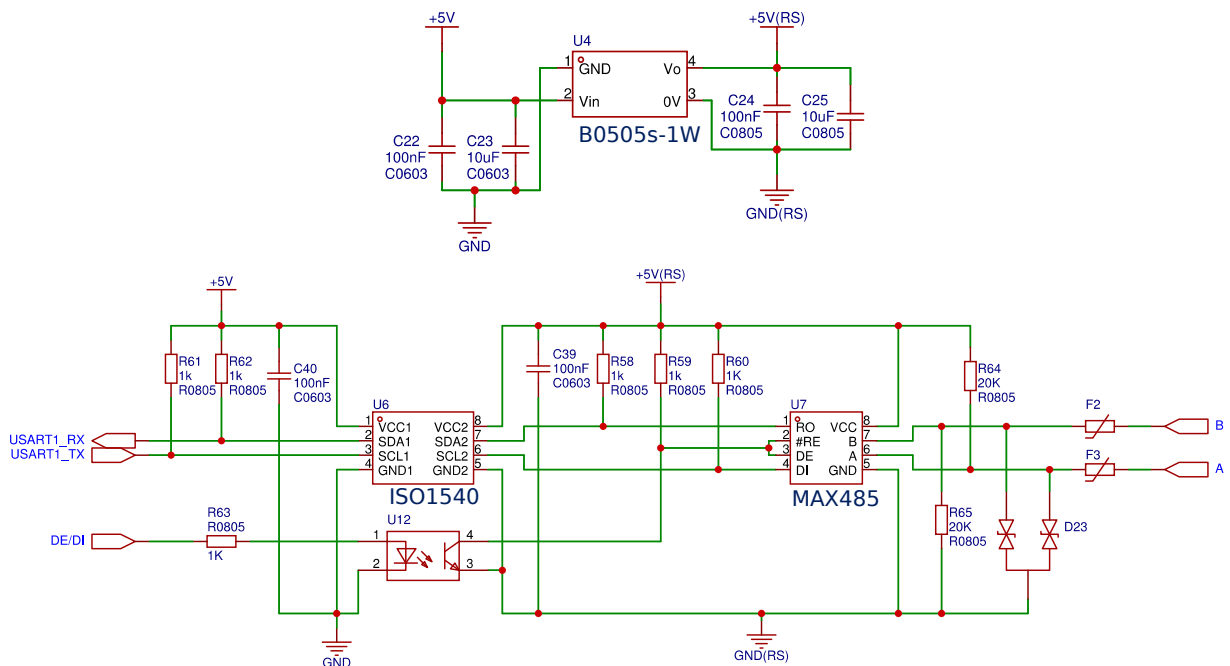 +5V
+5V(RS)
U4
1 GND Vo 4
2 Vin 0V 3
B0505s-1W
C22
100nF
C0603
C23
10uF
C0603
C24
100nF
C0805
C25
10uF
C0805
GND
GND(RS)
+5V
+5V(RS)
R61
1k
R0805
R62
1k
R0805
C40
100nF
C0603
C39
100nF
C0603
R58
1k
R0805
R59
1k
R0805
R60
1K
R0805
R64
20K
R0805
U6
1 VCC1 VCC2 8
2 SDA1 SDA2 7
3 SCL1 SCL2 6
4 GND1 GND2 5
ISO1540
U7
1 RO VCC 8
2 #RE B 7
3 DE A 6
4 DI GND 5
MAX485
USART1_RX
USART1_TX
F2
B
F3
A
R63
R0805
1K
DE/DI
U12
1 4
2 3
R65
20K
R0805
D23
GND
GND(RS)